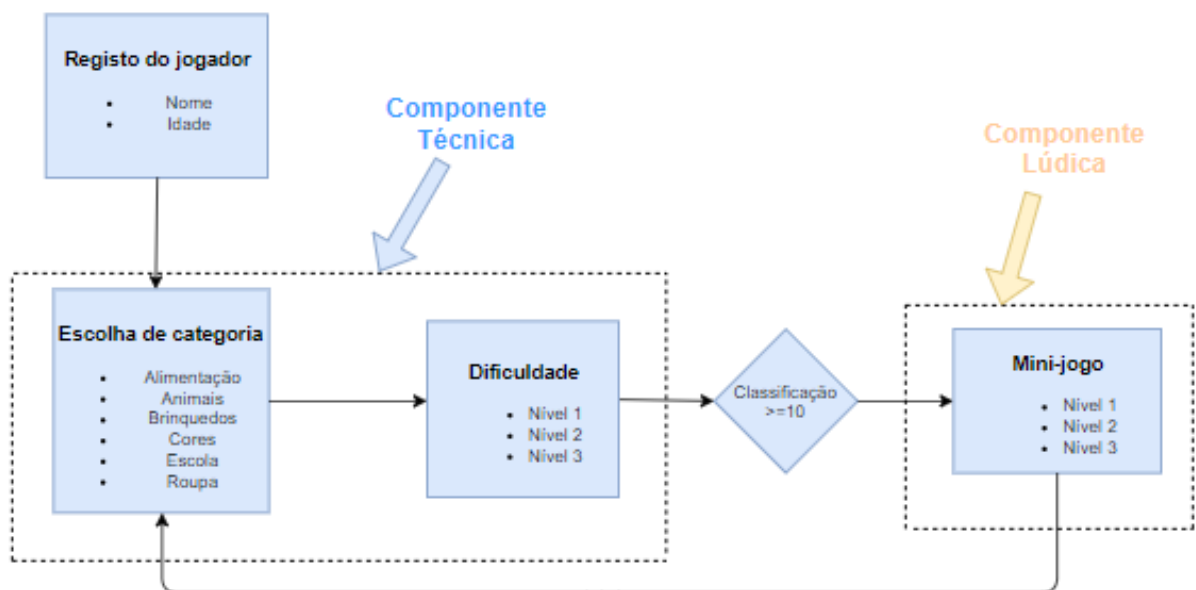 Registo do jogador
• Nome
• Idade
Componente
Técnica
Componente
Lúdica
Escolha de categoria
• Alimentação
• Animais
• Brinquedos
• Cores
• Escola
• Roupa
Dificuldade
• Nível 1
• Nível 2
• Nível 3
Classificação
>=10
Mini-jogo
• Nível 1
• Nível 2
• Nível 3